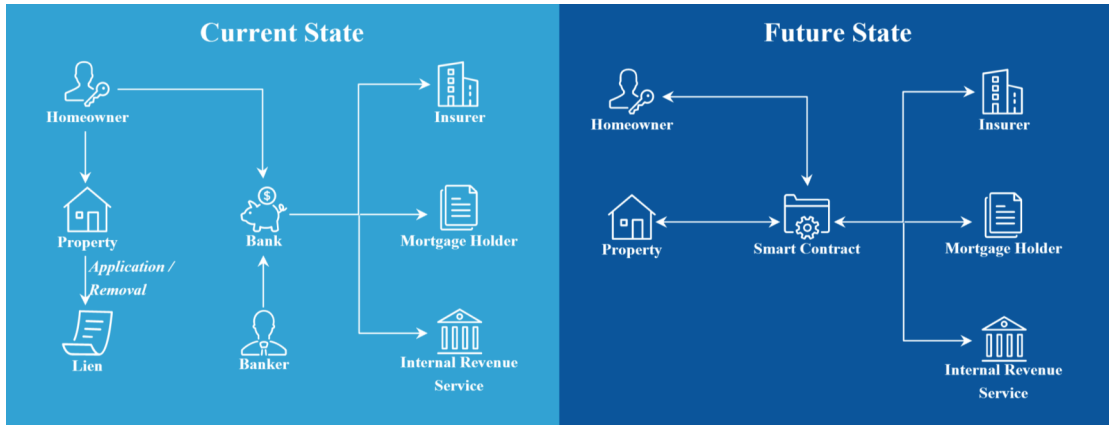 Current State
Homeowner
Insurer
Property
$
Bank
Mortgage Holder
Application /
Removal
Lien
Banker
Internal Revenue
Service
Future State
Homeowner
Insurer
Property
Smart Contract
Mortgage Holder
Internal Revenue
Service